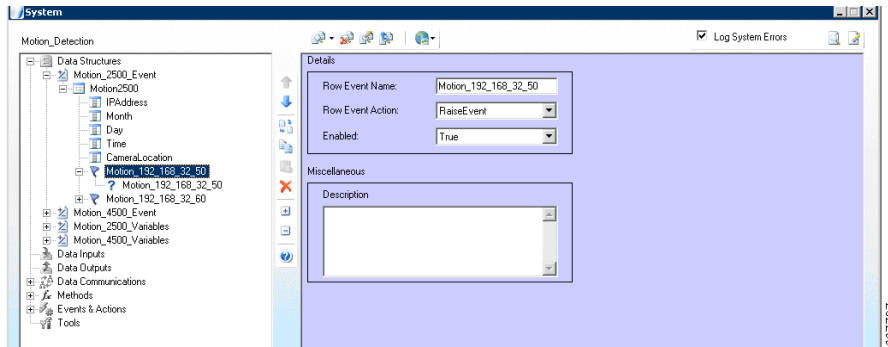 System
Motion_Detection
Log System Errors
Data Structures
Motion_2500_Event
Motion2500
IPAddress
Month
Day
Time
CameraLocation
Motion_192_168_32_50
Motion_192_168_32_50
Motion_192_168_32_60
Motion_4500_Event
Motion_2500_Variables
Motion_4500_Variables
Data Inputs
Data Outputs
Data Communications
Methods
Events & Actions
Tools
Details
Row Event Name: Motion_192_168_32_50
Row Event Action: RaiseEvent
Enabled: True
Miscellaneous
Description